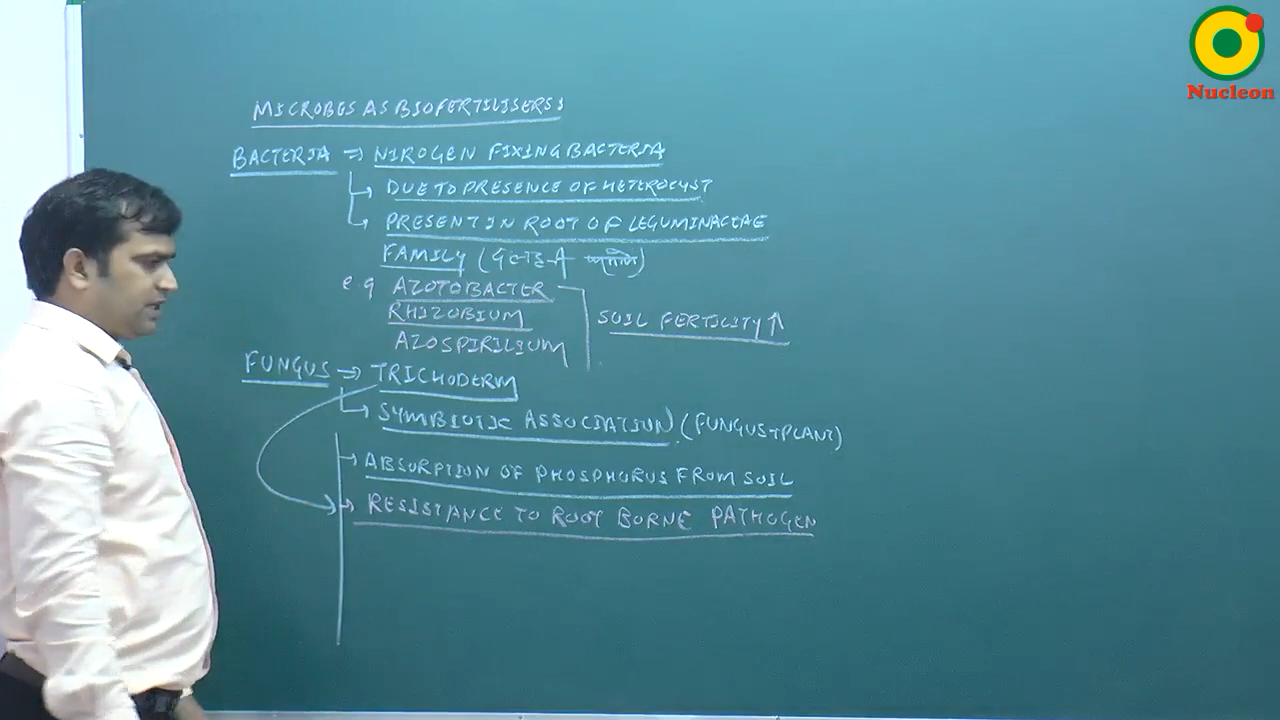 MICROBES AS BIOFERTILISERS:
BACTERIA ⇒ NIROGEN FIXING BACTERIA
→ DUE TO PRESENCE OF HETEROCYST
→ PRESENT IN ROOT OF LEGUMINACIAE
FAMILY (
e.g AZOTOBACTER
RHIZOBIUM
AZOSPIRILIUM
SOIL FERTILITY ↑
FUNGUS ⇒ TRICHODERM
→ SYMBIOTIC ASSOCIATION (FUNGUS+PLANT)
→ ABSORPTION OF PHOSPHORUS FROM SOIL
→ RESISTANCE TO ROOT BORNE PATHOGEN
Nucleon